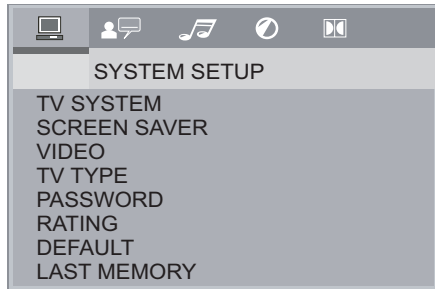 SYSTEM SETUP
TV SYSTEM
SCREEN SAVER
VIDEO
TV TYPE
PASSWORD
RATING
DEFAULT
LAST MEMORY